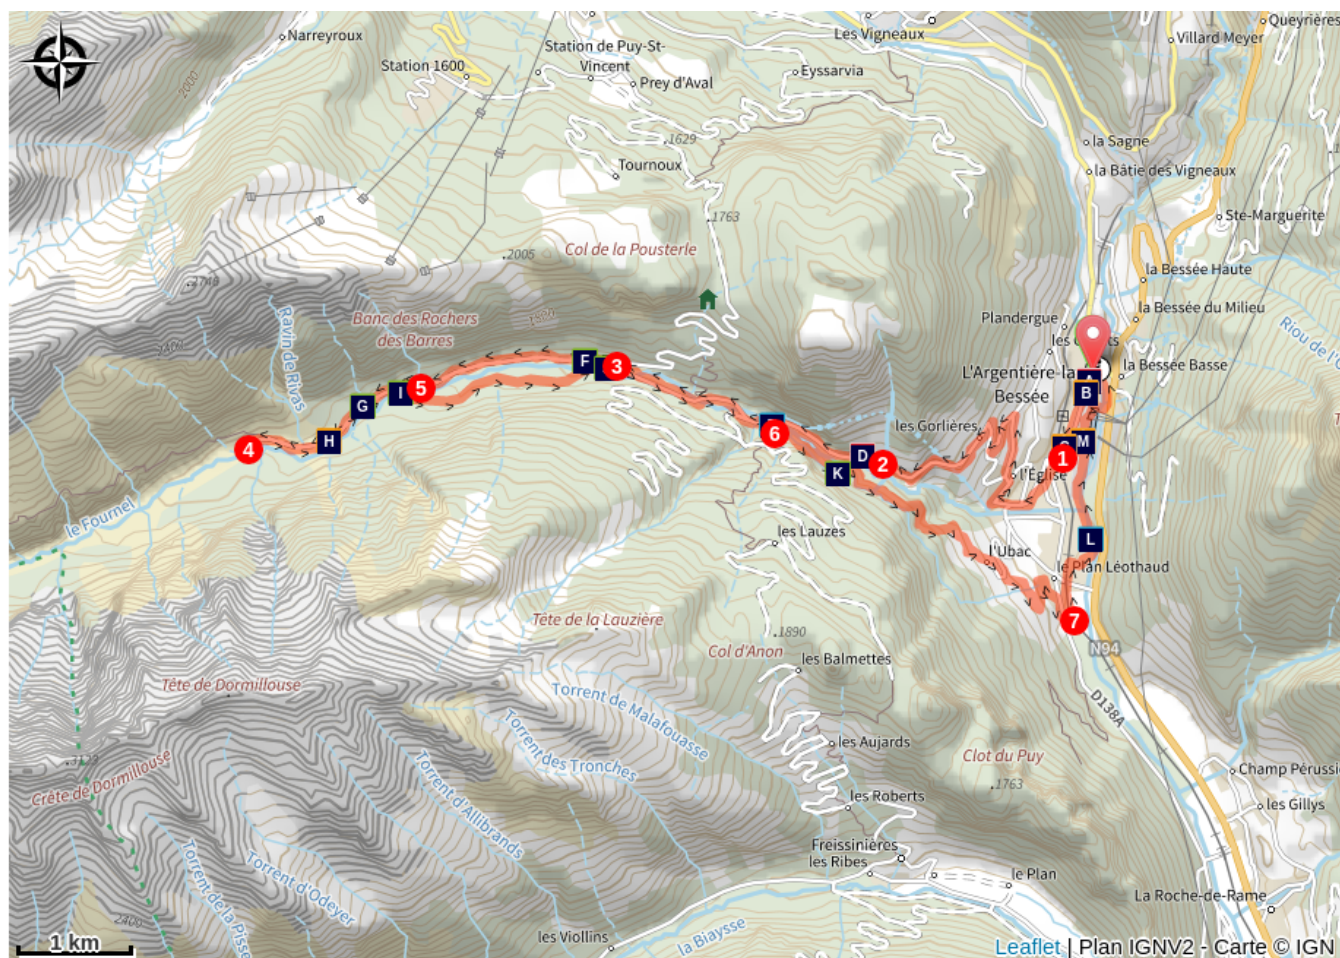 Narreyroux
Station 1600
Station de Puy-St-
Vincent
Prey d'Aval
Les Vigneaux
Eyssarvia
Queyrières
Villard Meyer
2000
1629
Tournoux
la Sagne
la Bâtie des Vigneaux
Ste-Marguerite
.1763
Col de la Pousterle
.2005
la Bessée Haute
la Bessée du Milieu
Riou de
Ravin de Rivas
Banc des Rochers
des Barres
2400
Plandergue
L'Argentière-la-
Bessée
la Bessée Basse
B
F
3
I
5
G
H
4
6
D
2
K
les Gorlières
M
1
l'Église
L
le Fournel
les Lauzes
l'Ubac
le Plan Léothaud
7
Tête de la Lauzière
.1890
Col d'Anon
les Balmettes
N94
D138A
Tête de Dormillouse
Torrent de Malafouasse
Torrent des Tronches
les Aujards
Clot du Puy
.1763
Crête de Dormillouse
Torrent d'Allibrands
les Roberts
Champ Pérussi
les Gillys
Freissinières
les Ribes
le Plan
La Roche-de-Rame
Torrent d'Odeyer
Torrent de la Pisse
2400
les Viollins
la Biaysse
1 km
Leaflet | Plan IGNV2 - Carte © IGN